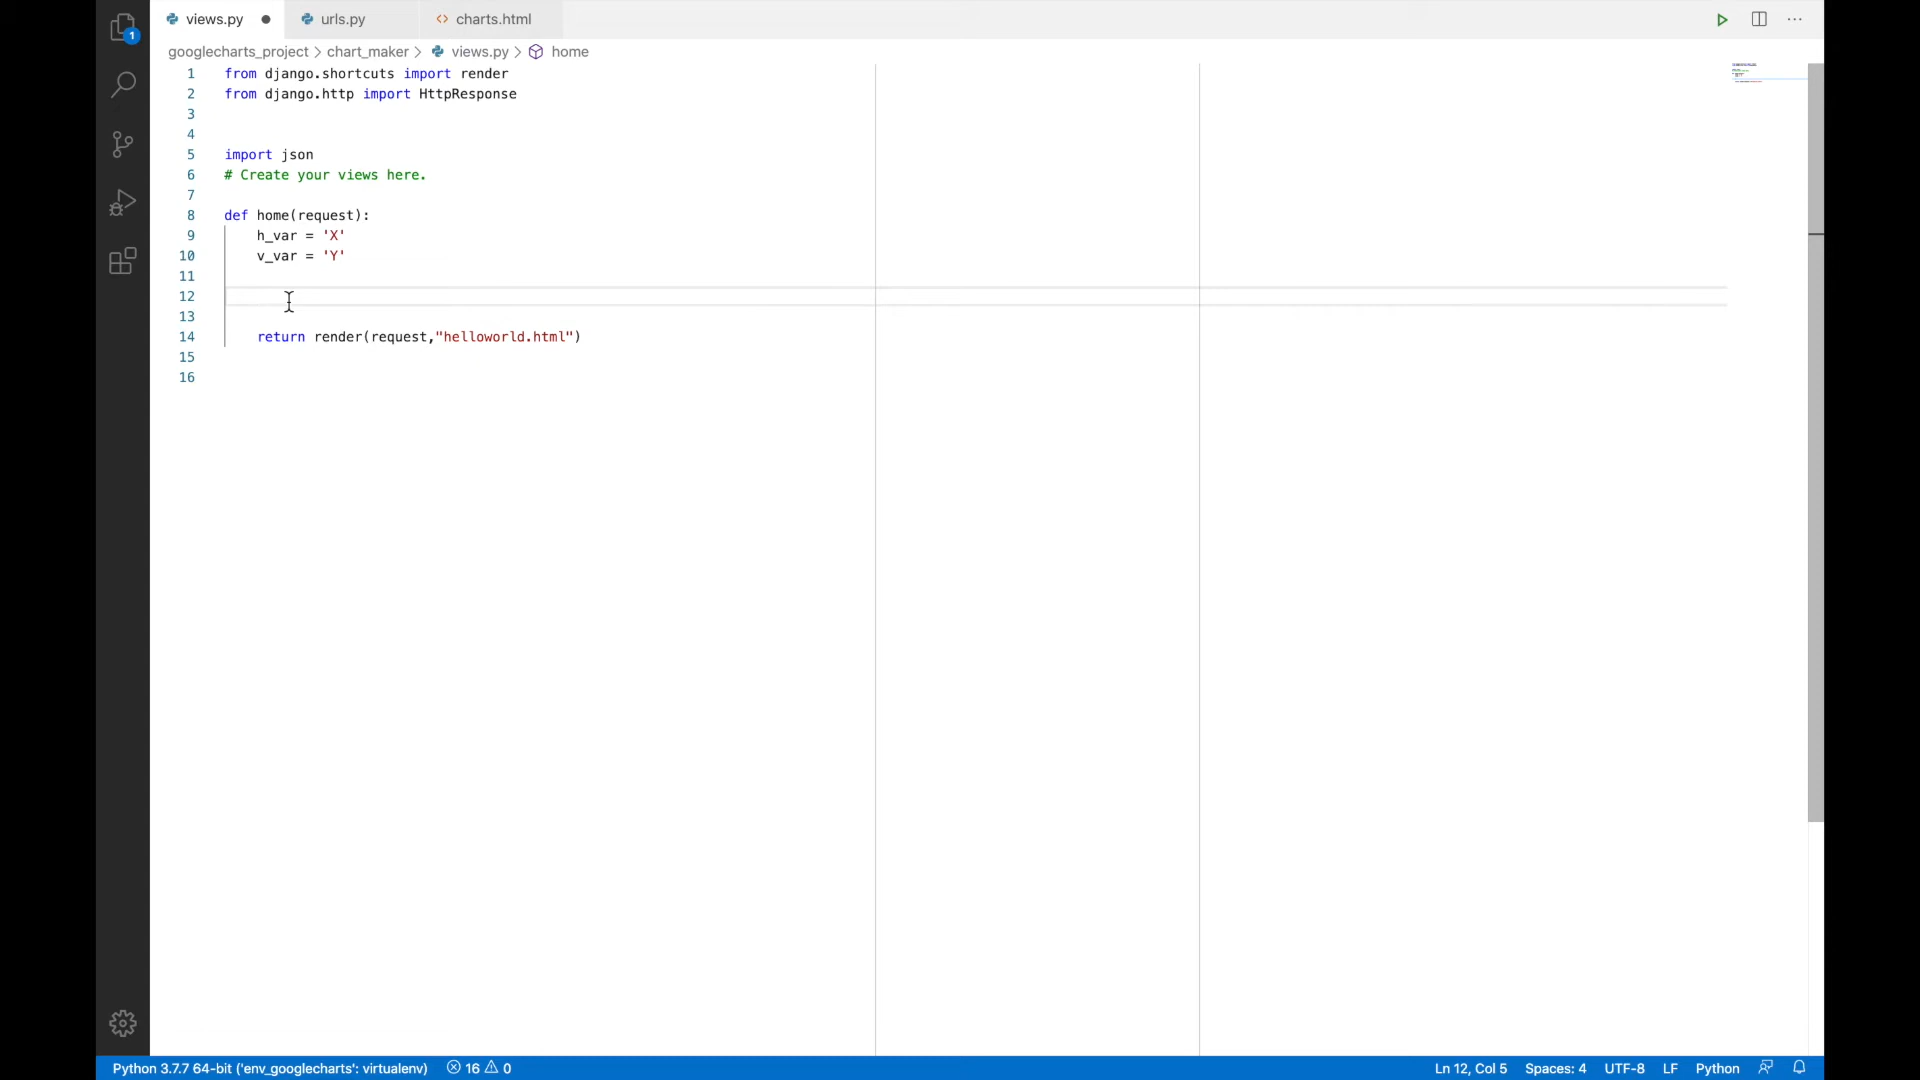 views.py urls.py charts.html
googlecharts_project > chart_maker > views.py > home
1 from django.shortcuts import render
2 from django.http import HttpResponse
3
4
5 import json
6 # Create your views here.
7
8 def home(request):
9     h_var = 'X'
10     v_var = 'Y'
11
12
13
14     return render(request,"helloworld.html")
15
16
1
Python 3.7.7 64-bit ('env_googlecharts': virtualenv) 16 0 Ln 12, Col 5 Spaces: 4 UTF-8 LF Python